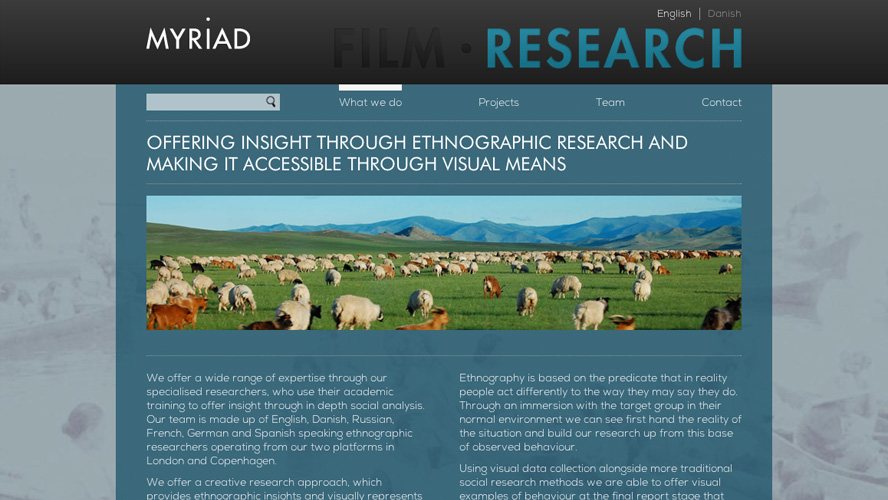 English | Danish
MYRIAD
FILM • RESEARCH
What we do
Projects
Team
Contact
OFFERING INSIGHT THROUGH ETHNOGRAPHIC RESEARCH AND
MAKING IT ACCESSIBLE THROUGH VISUAL MEANS
We offer a wide range of expertise through our
specialised researchers, who use their academic
training to offer insight through in depth social analysis.
Our team is made up of English, Danish, Russian,
French, German and Spanish speaking ethnographic
researchers operating from our two platforms in
London and Copenhagen.
We offer a creative research approach, which
provides ethnographic insights and visually represents
Ethnography is based on the predicate that in reality
people act differently to the way they may say they do.
Through an immersion with the target group in their
normal environment we can see first hand the reality of
the situation and build our research up from this base
of observed behaviour.
Using visual data collection alongside more traditional
social research methods we are able to offer visual
examples of behaviour at the final report stage that